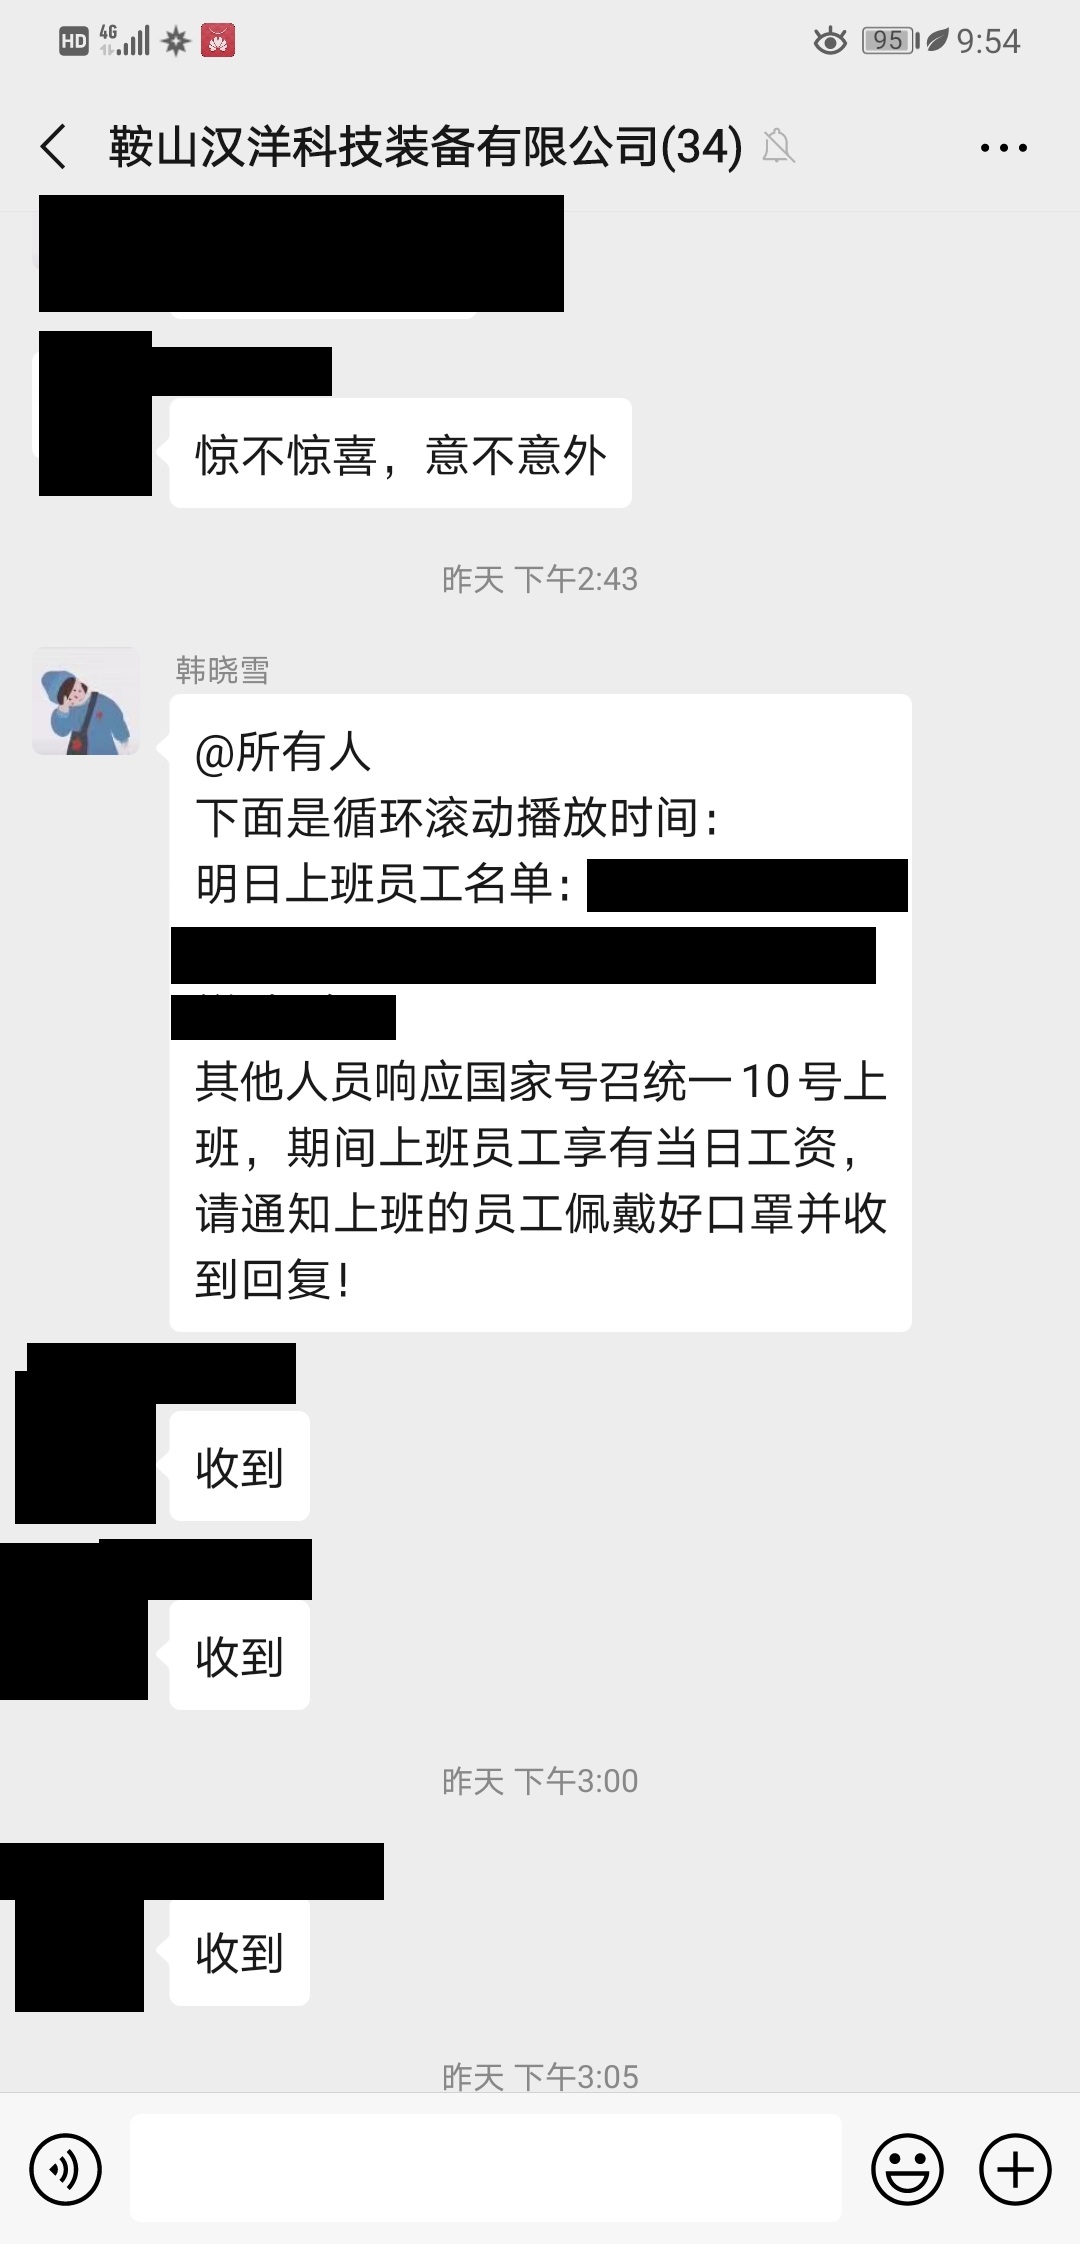 HD 4G 95 9:54
鞍山汉洋科技装备有限公司(34)
惊不惊喜，意不意外
昨天 下午2:43
韩晓雪
@所有人
下面是循环滚动播放时间：
明日上班员工名单：
其他人员响应国家号召统一10号上
班，期间上班员工享有当日工资，
请通知上班的员工佩戴好口罩并收
到回复！
收到
收到
昨天 下午3:00
收到
昨天 下午3:05